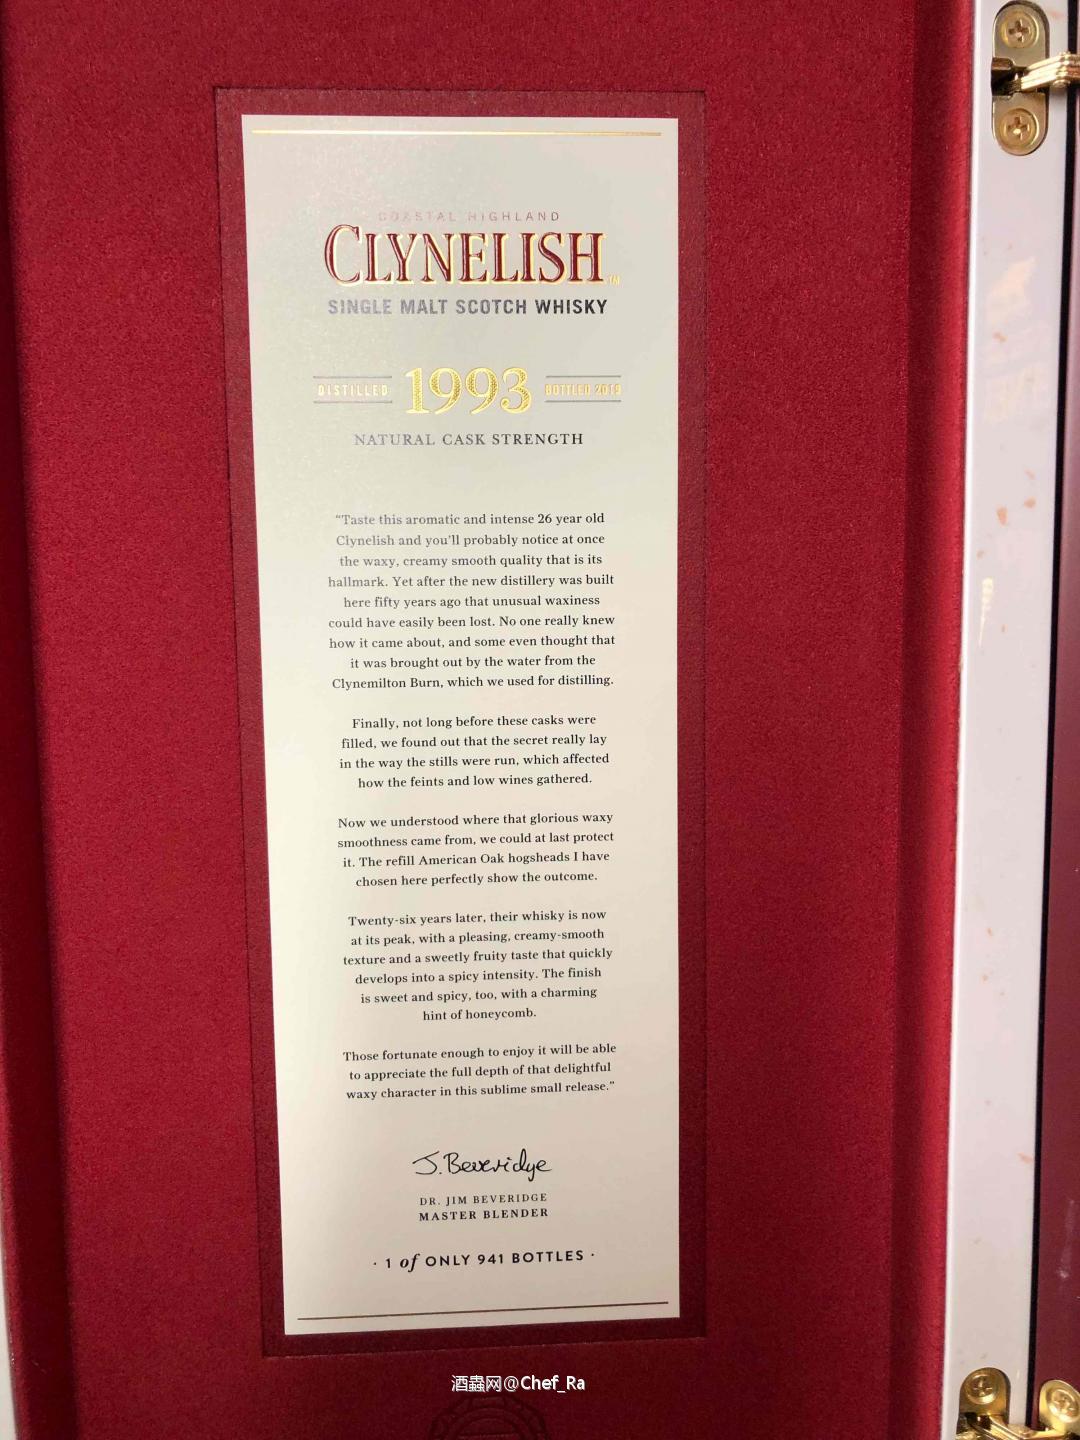 COASTAL HIGHLAND
CLYNELISH™
SINGLE MALT SCOTCH WHISKY
DISTILLED 1993 BOTTLED 2019
NATURAL CASK STRENGTH
“Taste this aromatic and intense 26 year old
Clynelish and you’ll probably notice at once
the waxy, creamy smooth quality that is its
hallmark. Yet after the new distillery was built
here fifty years ago that unusual waxiness
could have easily been lost. No one really knew
how it came about, and some even thought that
it was brought out by the water from the
Clynemilton Burn, which we used for distilling.
Finally, not long before these casks were
filled, we found out that the secret really lay
in the way the stills were run, which affected
how the feints and low wines gathered.
Now we understood where that glorious waxy
smoothness came from, we could at last protect
it. The refill American Oak hogsheads I have
chosen here perfectly show the outcome.
Twenty-six years later, their whisky is now
at its peak, with a pleasing, creamy-smooth
texture and a sweetly fruity taste that quickly
develops into a spicy intensity. The finish
is sweet and spicy, too, with a charming
hint of honeycomb.
Those fortunate enough to enjoy it will be able
to appreciate the full depth of that delightful
waxy character in this sublime small release.”
J. Beveridge
DR. JIM BEVERIDGE
MASTER BLENDER
· 1 of ONLY 941 BOTTLES ·
酒蟲网@Chef_Ra